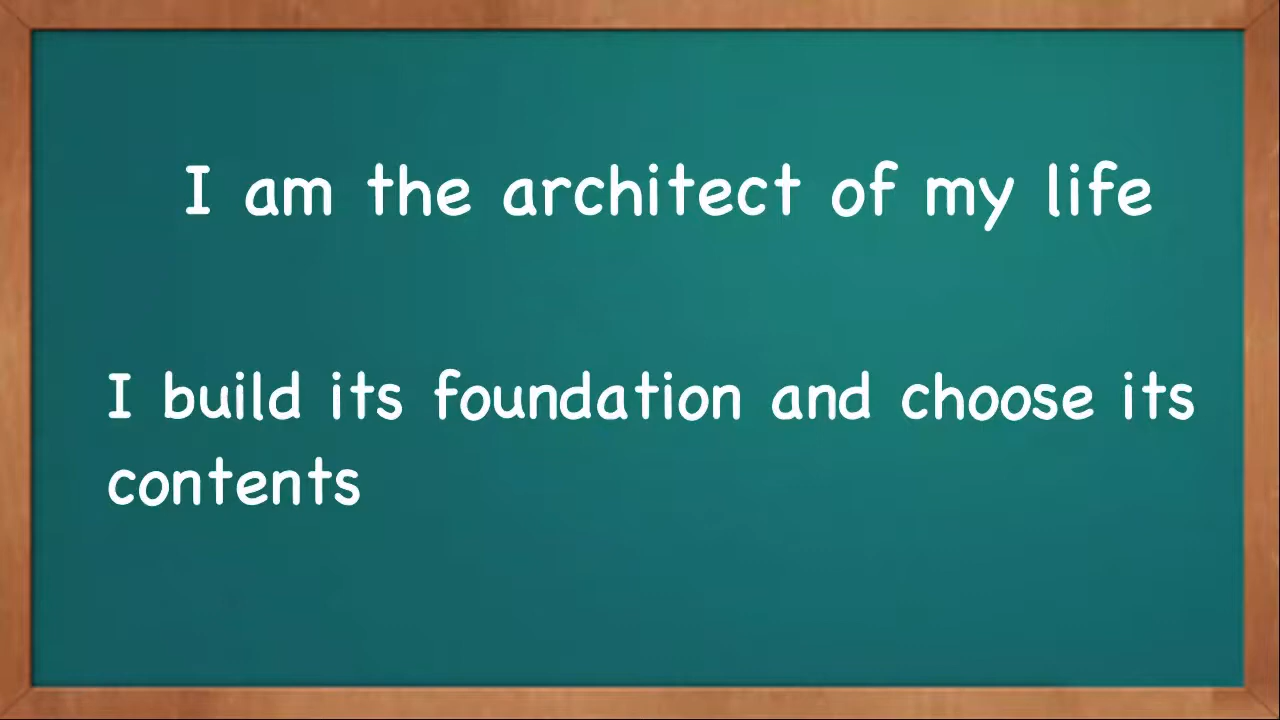 I am the architect of my life
I build its foundation and choose its
contents